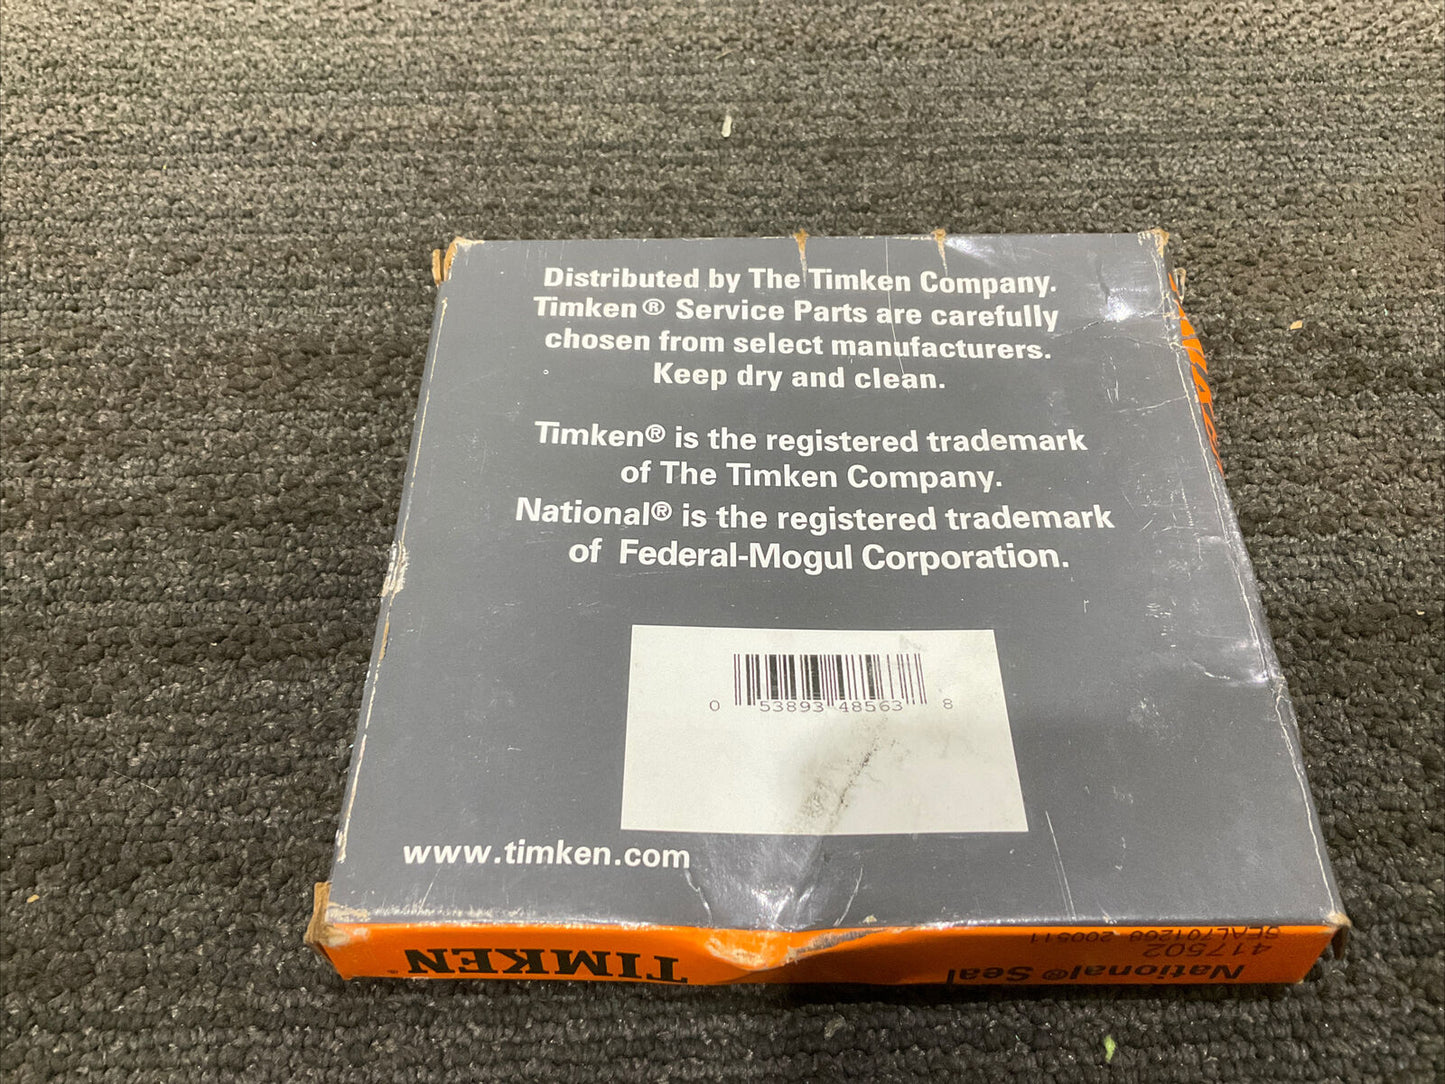 Distributed by The Timken Company.
Timken® Service Parts are carefully
chosen from select manufacturers.
Keep dry and clean.
Timken® is the registered trademark
of The Timken Company.
National® is the registered trademark
of Federal-Mogul Corporation.
0 53893 48563 8
www.timken.com
TIMKEN®
National® Seal
417502
SEAL701268 200511